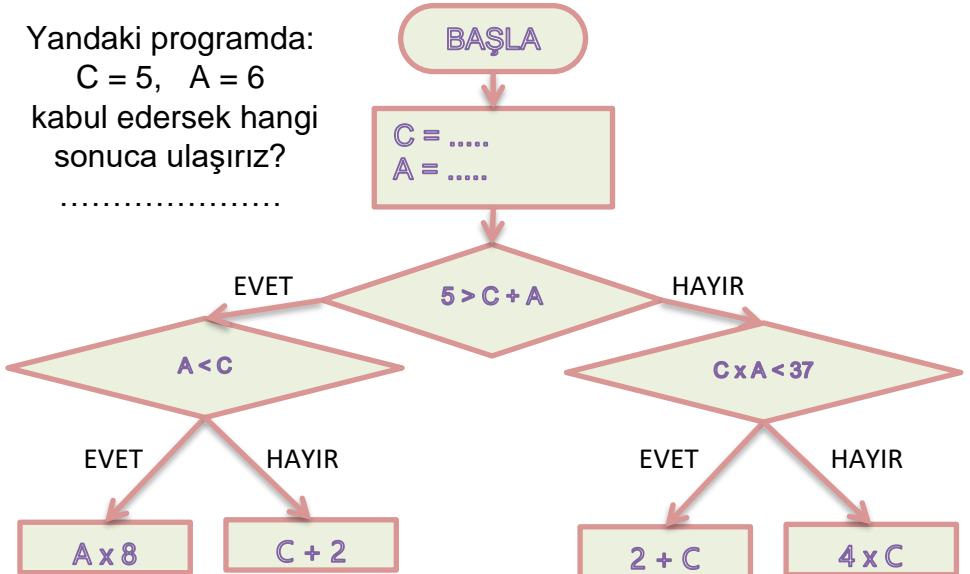 Yandaki programda:
C = 5, A = 6
kabul edersek hangi
sonuca ulaşırız?
…………………
BAŞLA
C = .....
A = .....
5 > C + A
EVET
HAYIR
A < C
C x A < 37
EVET
HAYIR
EVET
HAYIR
A x 8
C + 2
2 + C
4 x C